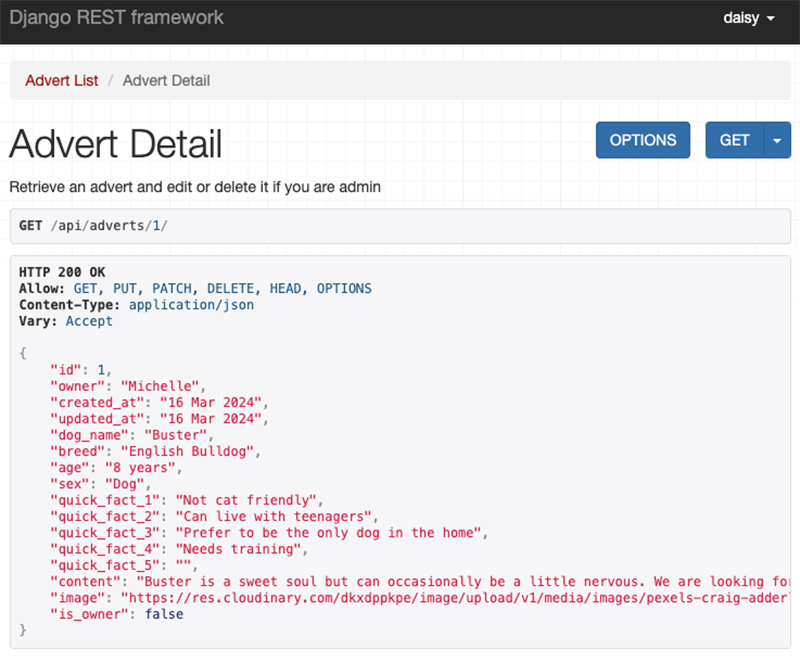 Django REST framework
daisy
Advert List / Advert Detail
Advert Detail
OPTIONS
GET
Retrieve an advert and edit or delete it if you are admin
GET /api/adverts/1/
HTTP 200 OK
Allow: GET, PUT, PATCH, DELETE, HEAD, OPTIONS
Content-Type: application/json
Vary: Accept
{
"id": 1,
"owner": "Michelle",
"created_at": "16 Mar 2024",
"updated_at": "16 Mar 2024",
"dog_name": "Buster",
"breed": "English Bulldog",
"age": "8 years",
"sex": "Dog",
"quick_fact_1": "Not cat friendly",
"quick_fact_2": "Can live with teenagers",
"quick_fact_3": "Prefer to be the only dog in the home",
"quick_fact_4": "Needs training",
"quick_fact_5": "",
"content": "Buster is a sweet soul but can occasionally be a little nervous. We are looking for
"image": "https://res.cloudinary.com/dkxdppkpe/image/upload/v1/media/images/pexels-craig-adder
"is_owner": false
}